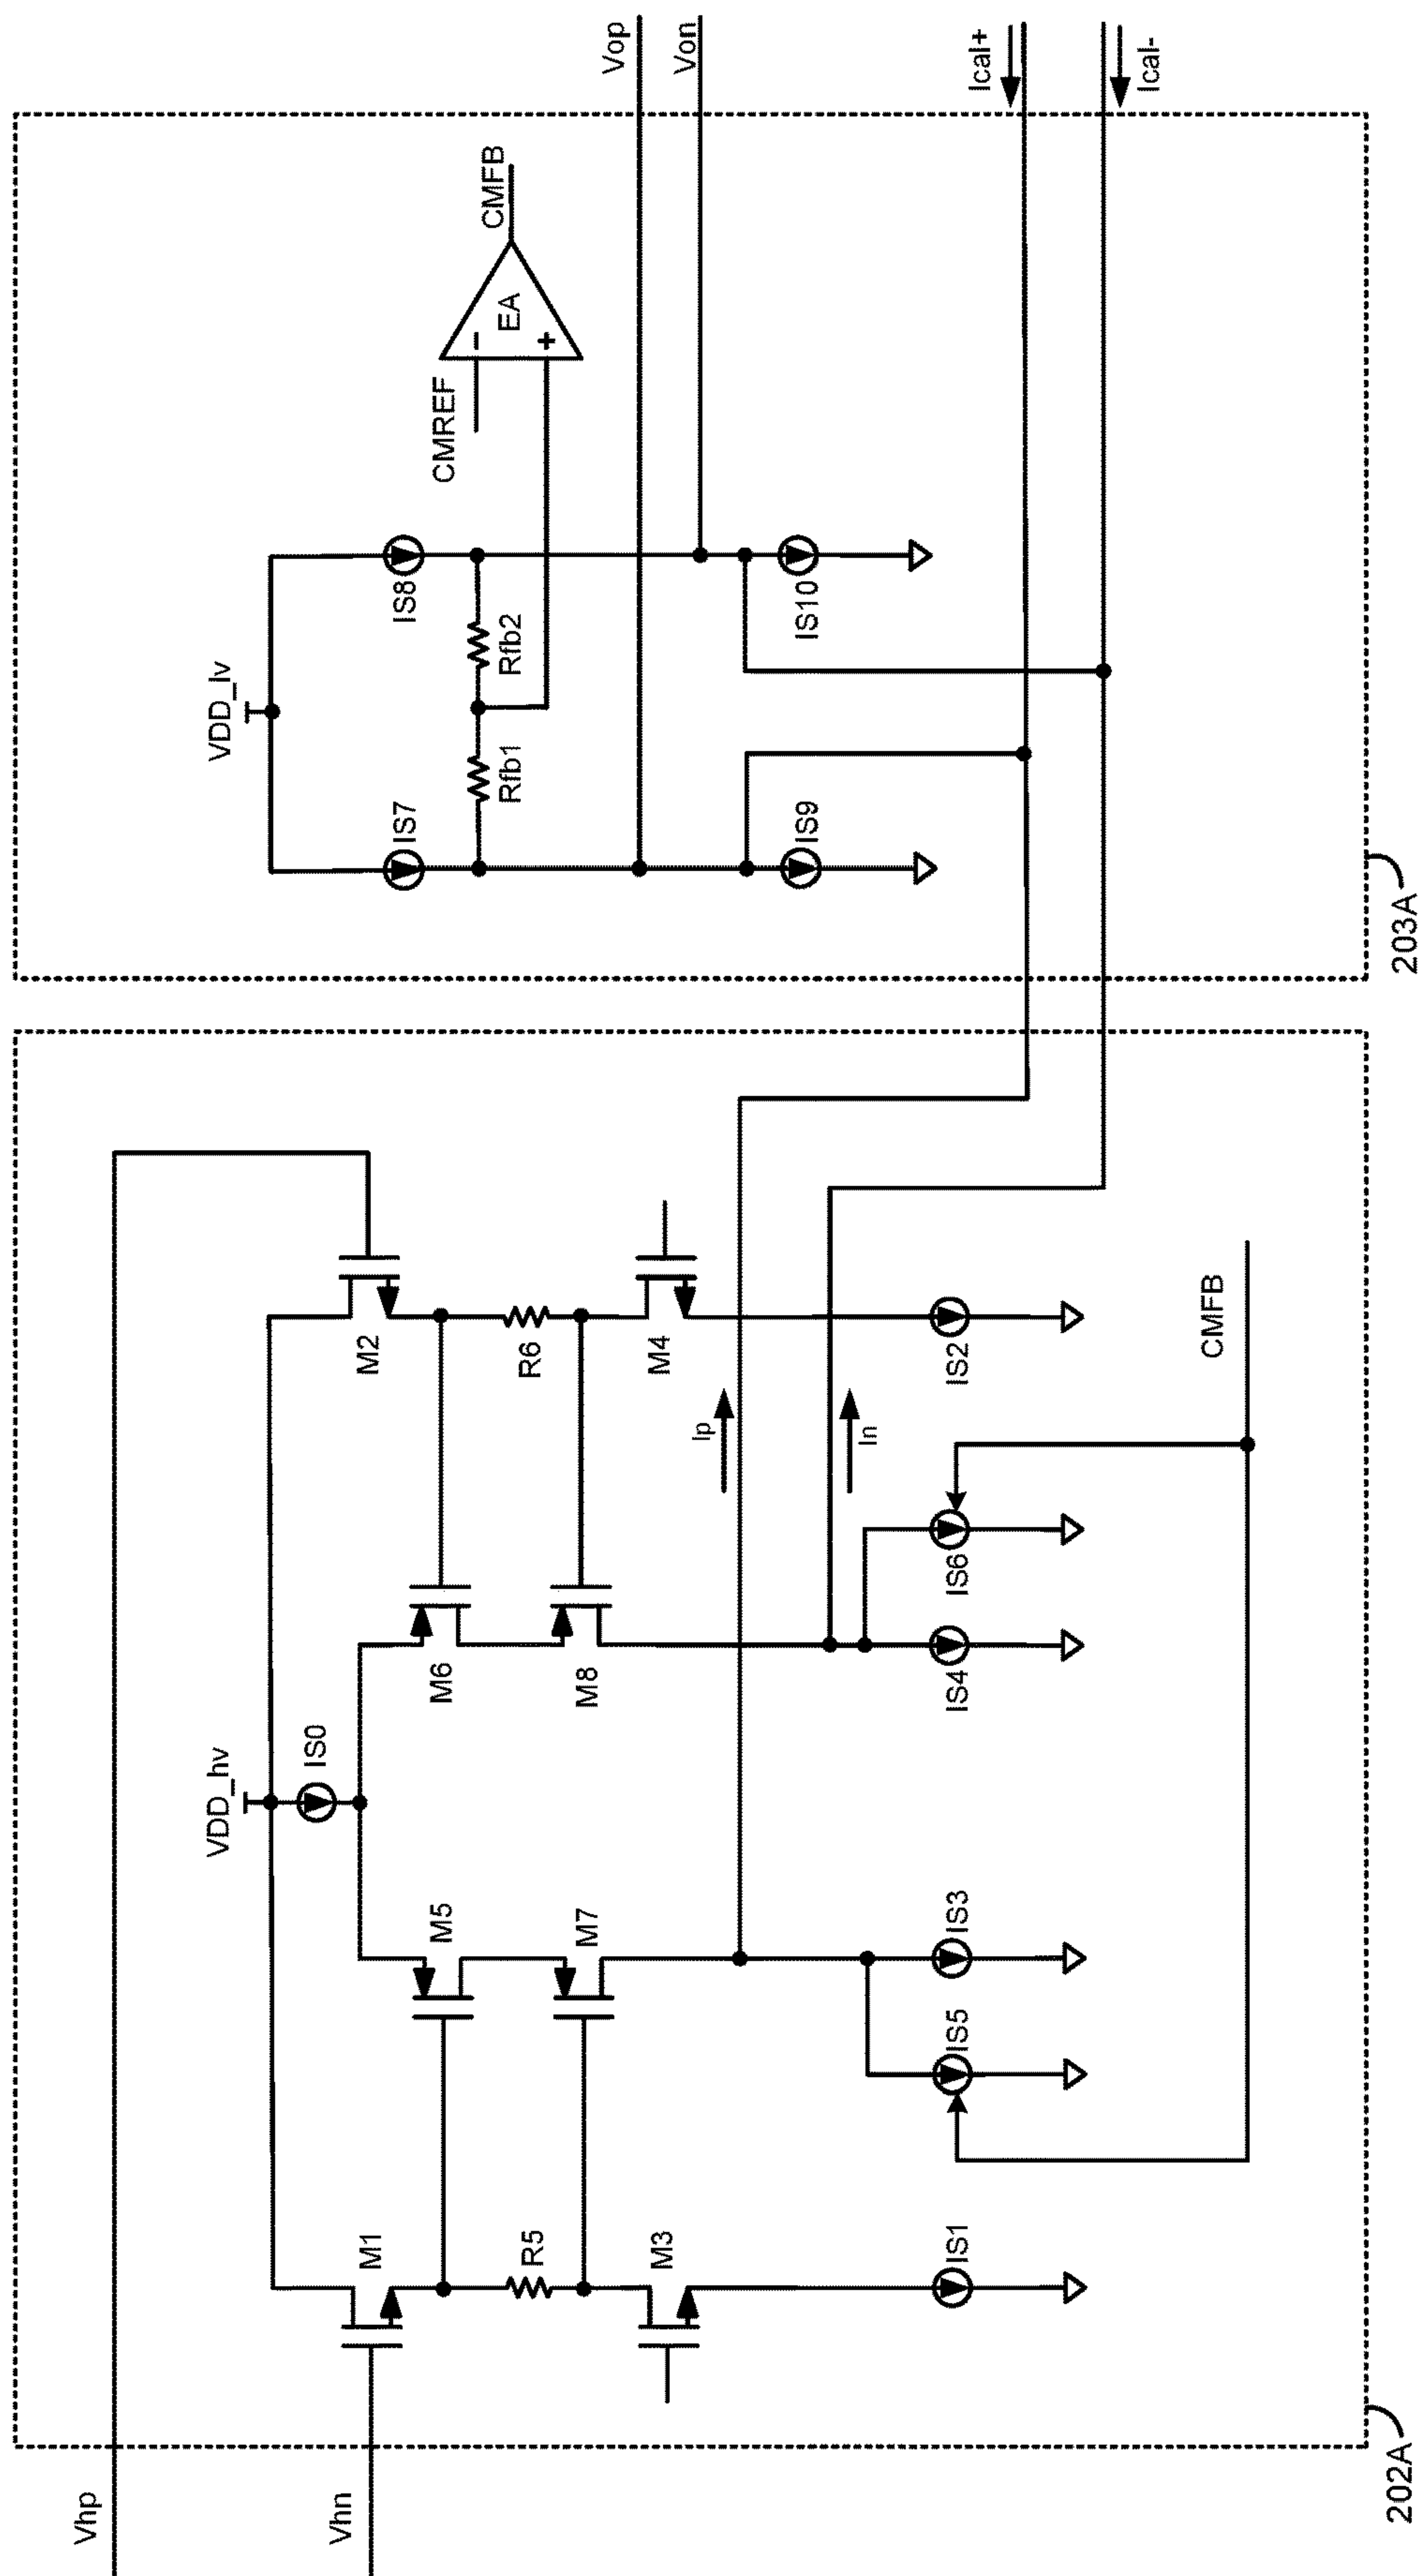 Vhp
Vhn
VDD_hv
IS0
M1
M5
M6
M2
R5
R6
M7
M8
M3
M4
Ip
In
IS1
IS5
IS3
IS4
IS6
IS2
CMFB
202A
VDD_lv
IS7
IS8
Rfb1
Rfb2
CMREF
EA
-
+
CMFB
IS9
IS10
Vop
Von
Ical+
Ical-
203A